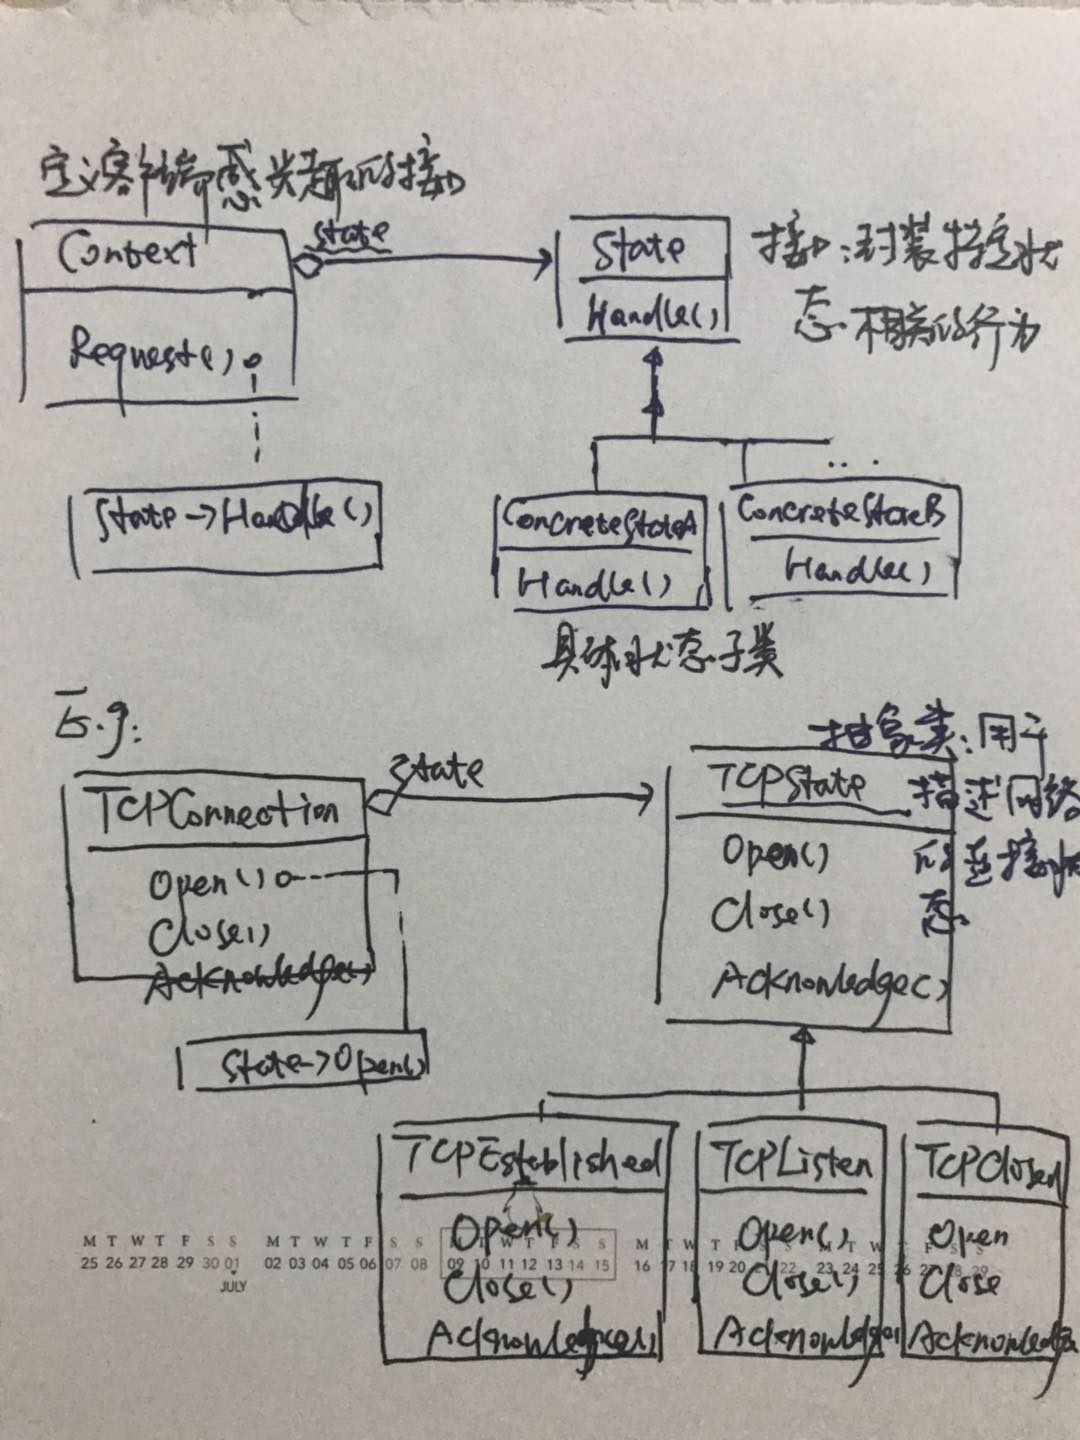 定义客户端感兴趣的接口
Context
state
State
接口:封装特定状
态相关的行为
Request()
Handle()
State->Handle()
...
ConcreteStateA
ConcreteStateB
Handle()
Handle()
具体状态子类
E.g:
抽象类:用于
描述网络
的连接状
态
TCPConnection
state
TCPState
Open()
Close()
Acknowledge()
Open()
Close()
Acknowledge()
State->Open()
TCPEstablished
TCPListen
TCPClosed
Open()
Close()
Acknowledge()
Open()
Close()
Acknowledge
Open
Close
Acknowledge
M T W T F S S
25 26 27 28 29 30 01
JULY
M T W T F S S
02 03 04 05 06 07 08
M T W T F S S
09 10 11 12 13 14 15
M T W T F S S
16 17 18 19 20 21 22
M T W T F S S
23 24 25 26 27 28 29